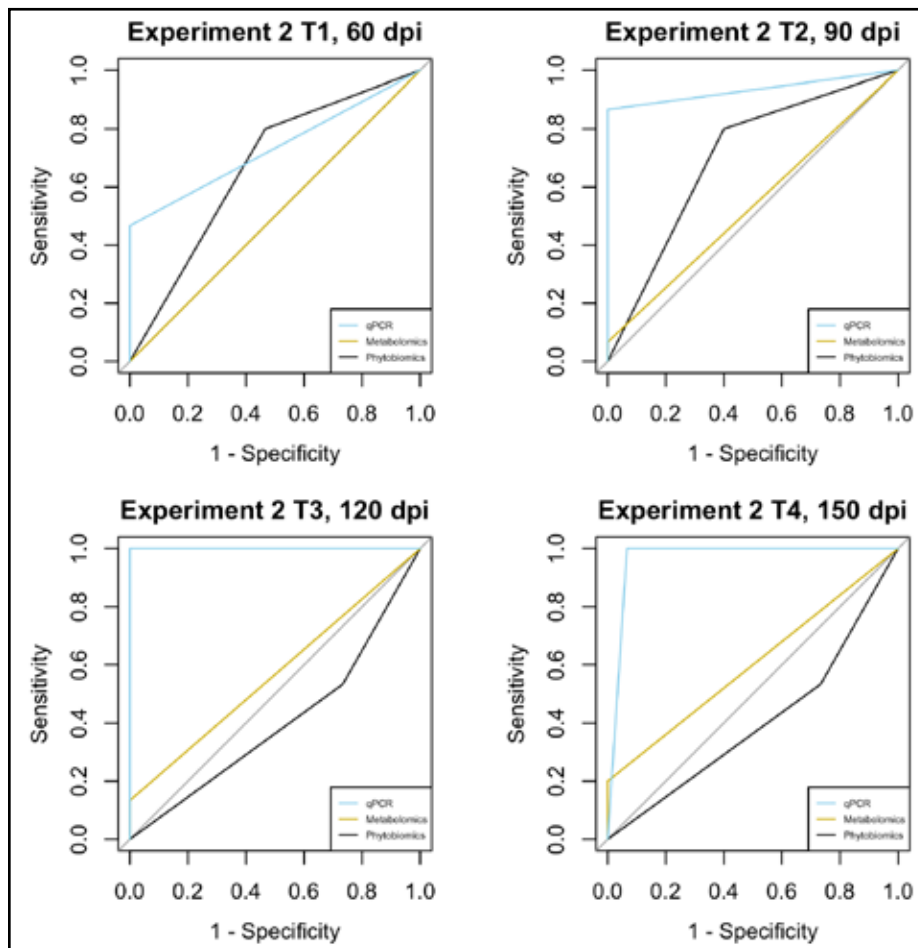 Experiment 2 T1, 60 dpi
Sensitivity
1.0
0.8
0.6
0.4
0.2
0.0
qPCR
Metabolomics
Phytobiomics
0.0 0.2 0.4 0.6 0.8 1.0
1 - Specificity
Experiment 2 T2, 90 dpi
Sensitivity
1.0
0.8
0.6
0.4
0.2
0.0
qPCR
Metabolomics
Phytobiomics
0.0 0.2 0.4 0.6 0.8 1.0
1 - Specificity
Experiment 2 T3, 120 dpi
Sensitivity
1.0
0.8
0.6
0.4
0.2
0.0
qPCR
Metabolomics
Phytobiomics
0.0 0.2 0.4 0.6 0.8 1.0
1 - Specificity
Experiment 2 T4, 150 dpi
Sensitivity
1.0
0.8
0.6
0.4
0.2
0.0
qPCR
Metabolomics
Phytobiomics
0.0 0.2 0.4 0.6 0.8 1.0
1 - Specificity